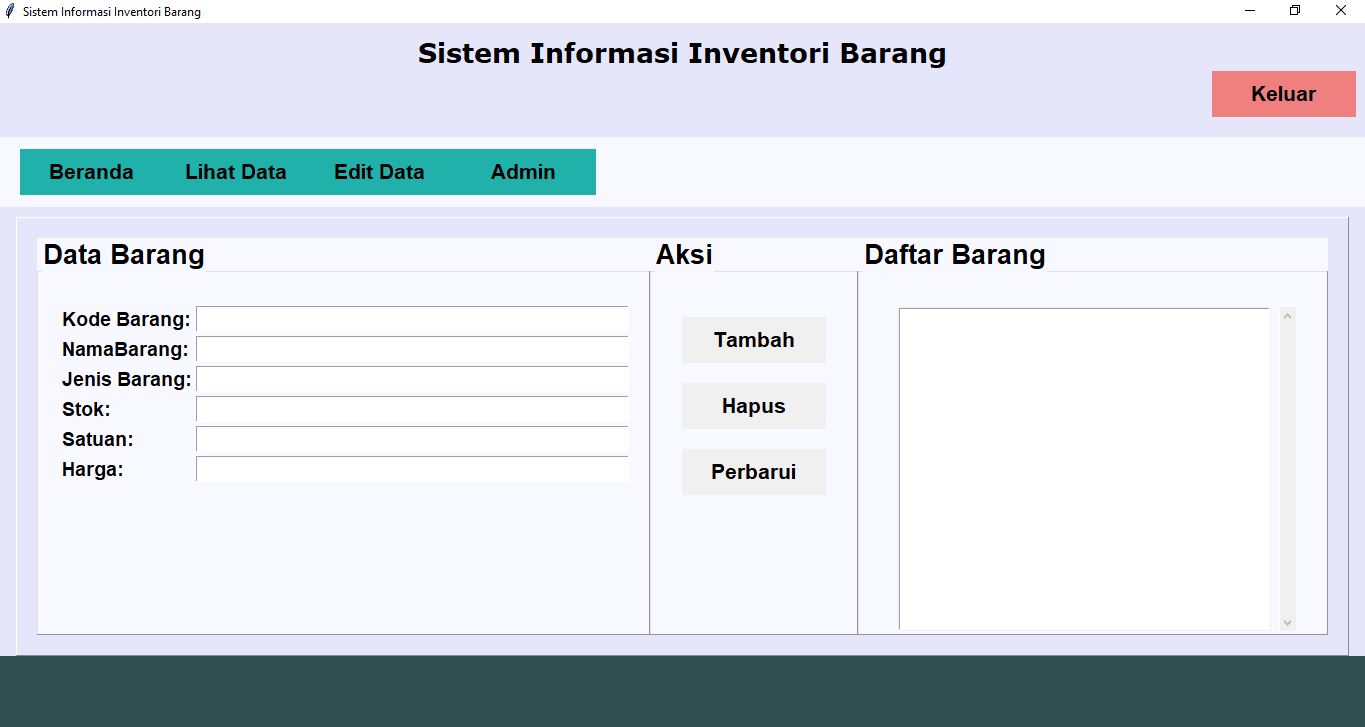 Sistem Informasi Inventori Barang
Sistem Informasi Inventori Barang
Keluar
Beranda Lihat Data Edit Data Admin
Data Barang
Kode Barang:
NamaBarang:
Jenis Barang:
Stok:
Satuan:
Harga:
Aksi
Tambah
Hapus
Perbarui
Daftar Barang